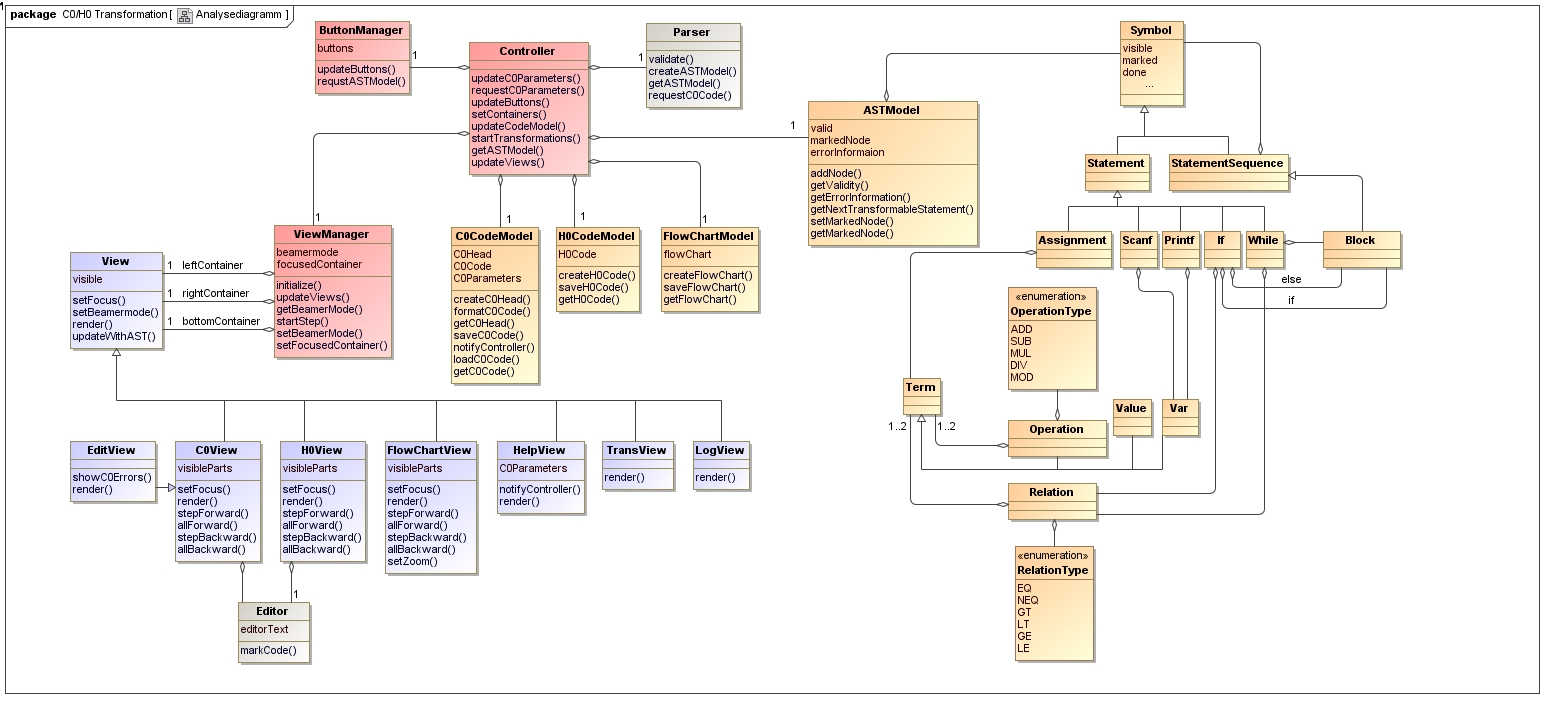 package C0/H0 Transformation [ Analysediagramm ]
ButtonManager
buttons
updateButtons()
requstASTModel()
1
Controller
updateC0Parameters()
requestC0Parameters()
updateButtons()
setContainers()
updateCodeModel()
startTransformations()
getASTModel()
updateViews()
1
Parser
validate()
createASTModel()
getASTModel()
requestC0Code()
1
ASTModel
valid
markedNode
errorInformaion
addNode()
getValidity()
getErrorInformation()
getNextTransformableStatement()
setMarkedNode()
getMarkedNode()
Symbol
visible
marked
done
...
Statement
StatementSequence
Assignment
Scanf
Printf
If
While
Block
else
if
1
ViewManager
beamermode
focusedContainer
initialize()
updateViews()
getBeamerMode()
startStep()
setBeamerMode()
setFocusedContainer()
1
C0CodeModel
C0Head
C0Code
C0Parameters
createC0Head()
formatC0Code()
getC0Head()
saveC0Code()
notifyController()
loadC0Code()
getC0Code()
1
H0CodeModel
H0Code
createH0Code()
saveH0Code()
getH0Code()
1
FlowChartModel
flowChart
createFlowChart()
saveFlowChart()
getFlowChart()
View
visible
setFocus()
setBeamermode()
render()
updateWithAST()
1 leftContainer
1 rightContainer
1 bottomContainer
«enumeration»
OperationType
ADD
SUB
MUL
DIV
MOD
Term
1..2
1..2
Operation
Value
Var
Relation
«enumeration»
RelationType
EQ
NEQ
GT
LT
GE
LE
EditView
showC0Errors()
render()
C0View
visibleParts
setFocus()
render()
stepForward()
allForward()
stepBackward()
allBackward()
H0View
visibleParts
setFocus()
render()
stepForward()
allForward()
stepBackward()
allBackward()
FlowChartView
visibleParts
setFocus()
render()
stepForward()
allForward()
stepBackward()
allBackward()
setZoom()
HelpView
C0Parameters
notifyController()
render()
TransView
render()
LogView
render()
1
Editor
editorText
markCode()